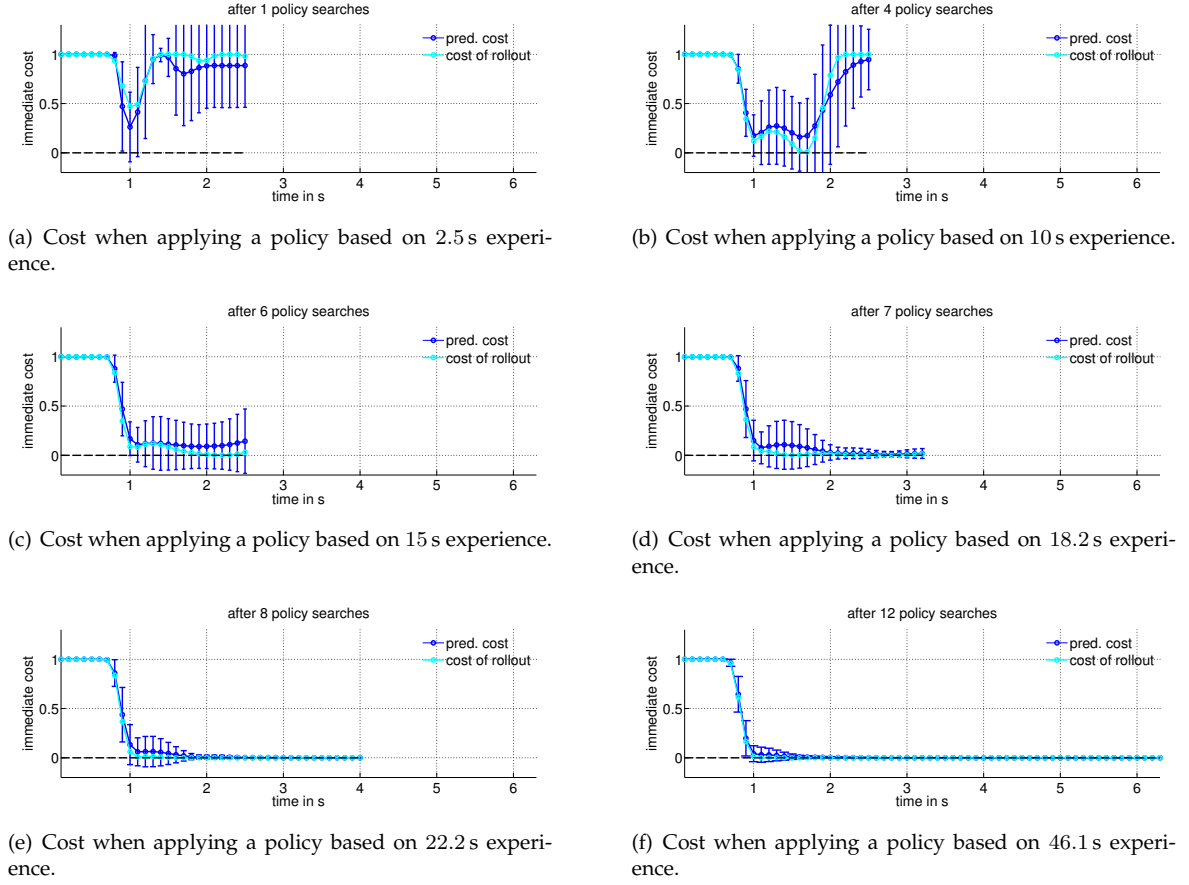 after 1 policy searches
pred. cost
cost of rollout
immediate cost
1
0.5
0
1 2 3 4 5 6
time in s
(a) Cost when applying a policy based on 2.5 s experi-
ence.
after 4 policy searches
pred. cost
cost of rollout
immediate cost
1
0.5
0
1 2 3 4 5 6
time in s
(b) Cost when applying a policy based on 10 s experience.
after 6 policy searches
pred. cost
cost of rollout
immediate cost
1
0.5
0
1 2 3 4 5 6
time in s
(c) Cost when applying a policy based on 15 s experience.
after 7 policy searches
pred. cost
cost of rollout
immediate cost
1
0.5
0
1 2 3 4 5 6
time in s
(d) Cost when applying a policy based on 18.2 s experi-
ence.
after 8 policy searches
pred. cost
cost of rollout
immediate cost
1
0.5
0
1 2 3 4 5 6
time in s
(e) Cost when applying a policy based on 22.2 s experi-
ence.
after 12 policy searches
pred. cost
cost of rollout
immediate cost
1
0.5
0
1 2 3 4 5 6
time in s
(f) Cost when applying a policy based on 46.1 s experi-
ence.